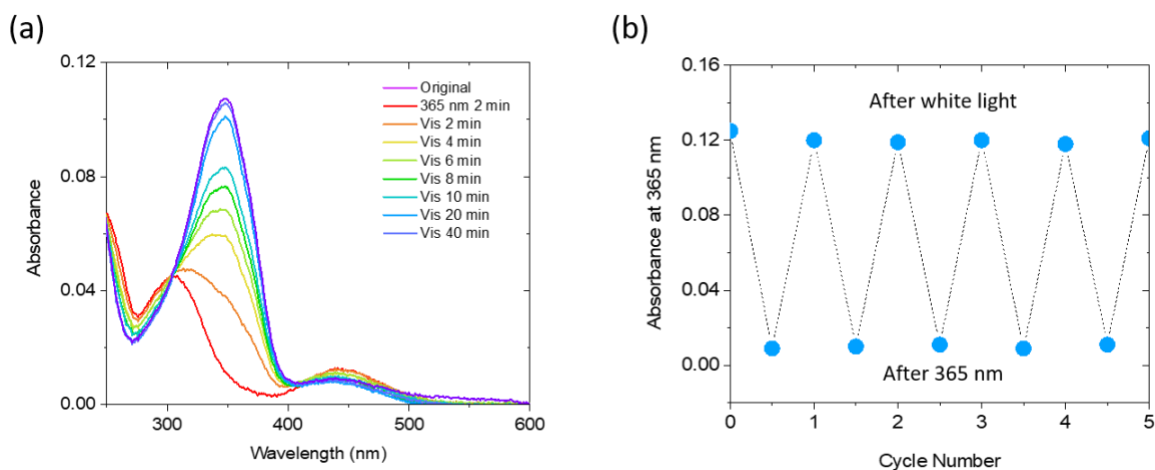 (a)
0.12
0.08
0.04
0.00
Absorbance
300
400
500
600
Wavelength (nm)
Original
365 nm 2 min
Vis 2 min
Vis 4 min
Vis 6 min
Vis 8 min
Vis 10 min
Vis 20 min
Vis 40 min
(b)
0.16
0.12
0.08
0.04
0.00
Absorbance at 365 nm
After white light
After 365 nm
0
1
2
3
4
5
Cycle Number